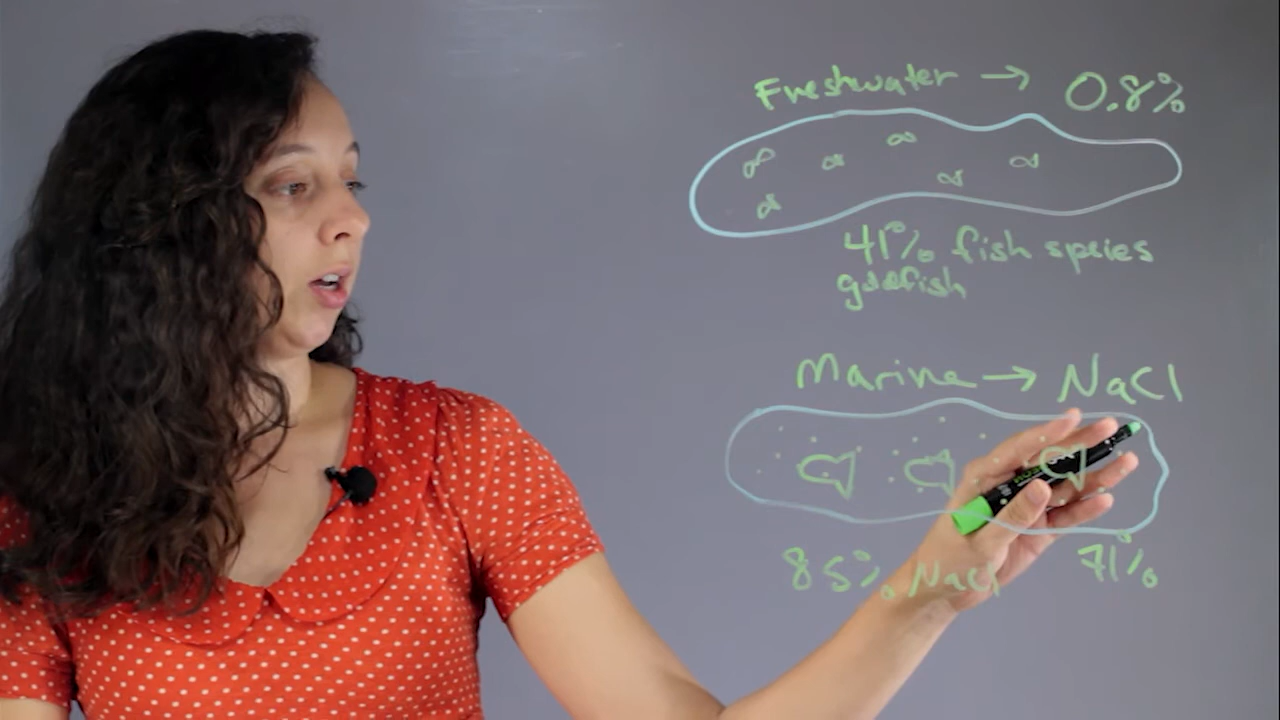 Freshwater → 0.8%
41% fish species
goldfish
Marine → NaCl
85% NaCl 71%